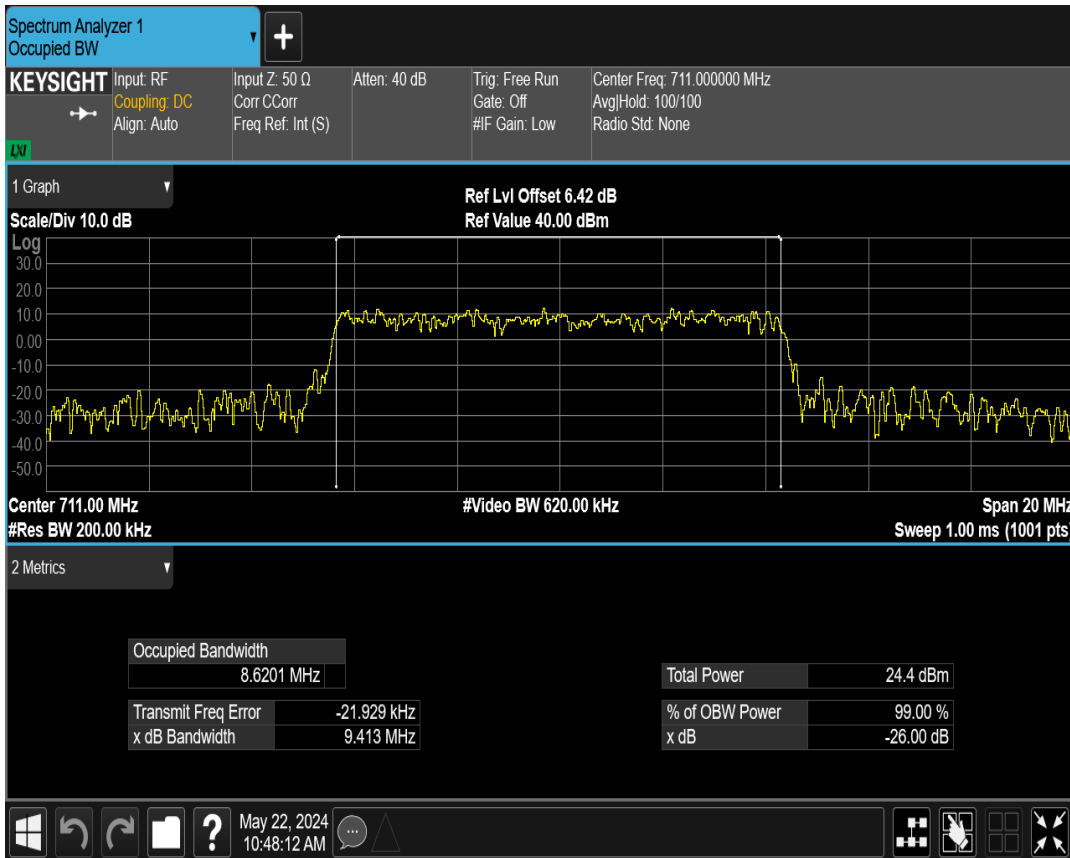 Spectrum Analyzer 1
Occupied BW
+
KEYSIGHT
LXI
Input: RF
Coupling: DC
Align: Auto
Input Z: 50 Ω
Corr CCorr
Freq Ref: Int (S)
Atten: 40 dB
Trig: Free Run
Gate: Off
#IF Gain: Low
Center Freq: 711.000000 MHz
Avg|Hold: 100/100
Radio Std: None
1 Graph
Scale/Div 10.0 dB
Ref Lvl Offset 6.42 dB
Ref Value 40.00 dBm
Log
30.0
20.0
10.0
0.00
-10.0
-20.0
-30.0
-40.0
-50.0
Center 711.00 MHz
#Video BW 620.00 kHz
Span 20 MHz
#Res BW 200.00 kHz
Sweep 1.00 ms (1001 pts)
2 Metrics
Occupied Bandwidth
8.6201 MHz
Total Power 24.4 dBm
Transmit Freq Error -21.929 kHz
% of OBW Power 99.00 %
x dB Bandwidth 9.413 MHz
x dB -26.00 dB
?
May 22, 2024
10:48:12 AM